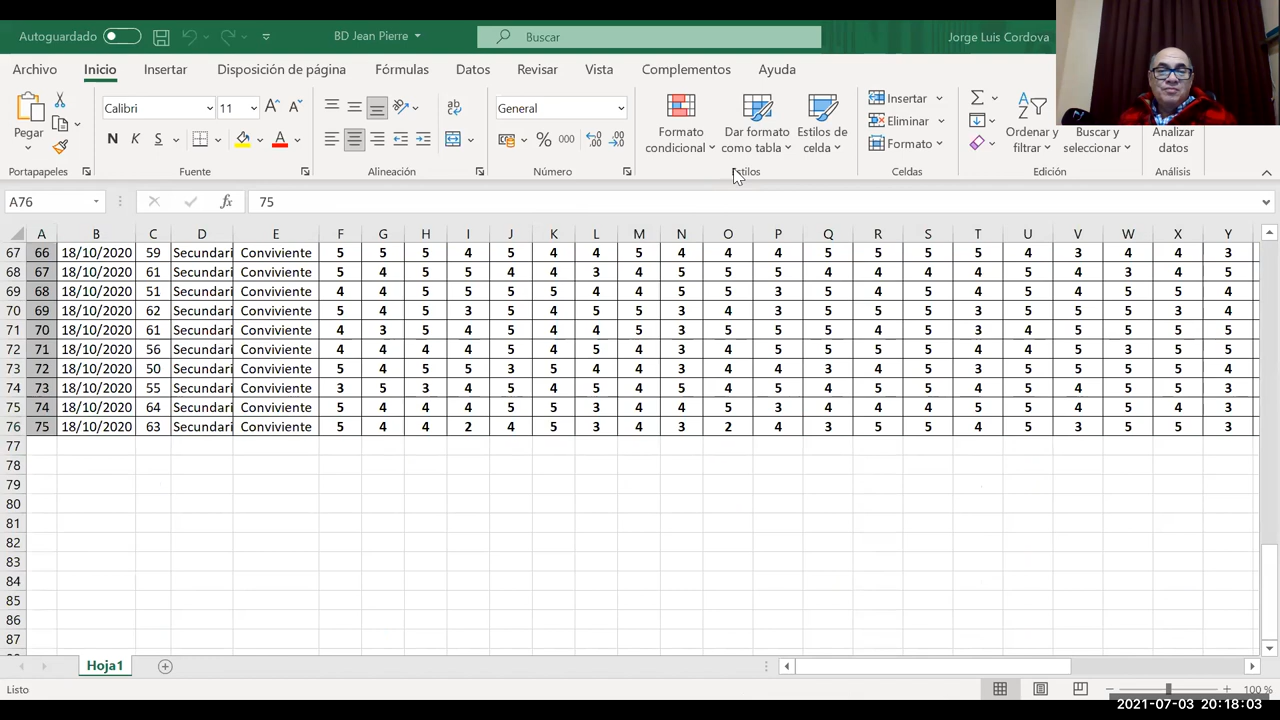 Autoguardado BD Jean Pierre Buscar Jorge Luis Cordova
Archivo Inicio Insertar Disposición de página Fórmulas Datos Revisar Vista Complementos Ayuda
Pegar Calibri 11 General Formato condicional Dar formato como tabla Estilos de celda Insertar Eliminar Formato Ordenar filtrar Buscar y seleccionar Analizar datos
N K S % 000
Portapapeles Fuente Alineación Número Estilos Celdas Edición Análisis
A76 fx 75
A B C D E F G H I J K L M N O P Q R S T U V W X Y
67 66 18/10/2020 59 Secundari Conviviente 5 5 5 4 5 4 4 5 4 4 4 5 5 5 5 4 3 4 4 3
68 67 18/10/2020 61 Secundari Conviviente 5 4 5 5 4 4 3 4 5 5 5 4 4 4 4 5 4 3 4 5
69 68 18/10/2020 51 Secundari Conviviente 4 4 5 5 5 5 4 4 5 5 3 5 4 5 4 5 4 5 5 4
70 69 18/10/2020 62 Secundari Conviviente 5 4 5 3 5 4 5 5 3 4 3 5 5 5 3 5 5 5 3 4
71 70 18/10/2020 61 Secundari Conviviente 4 3 5 4 5 4 4 5 3 5 5 5 4 5 3 4 5 5 5 5
72 71 18/10/2020 56 Secundari Conviviente 4 4 4 4 5 4 5 4 3 4 5 5 5 5 4 4 5 3 5 5
73 72 18/10/2020 50 Secundari Conviviente 5 4 5 5 3 5 4 4 3 4 4 3 4 5 3 5 5 5 5 4
74 73 18/10/2020 55 Secundari Conviviente 3 5 3 4 5 4 5 4 5 4 5 4 5 5 4 5 4 5 5 3
75 74 18/10/2020 64 Secundari Conviviente 5 4 4 4 5 5 3 4 4 5 3 4 4 4 5 5 4 5 4 3
76 75 18/10/2020 63 Secundari Conviviente 5 4 4 2 4 5 3 4 3 2 4 3 5 5 4 5 3 5 5 3
77
78
79
80
81
82
83
84
85
86
87
Hoja1
Listo 100 %
2021-07-03 20:18:03